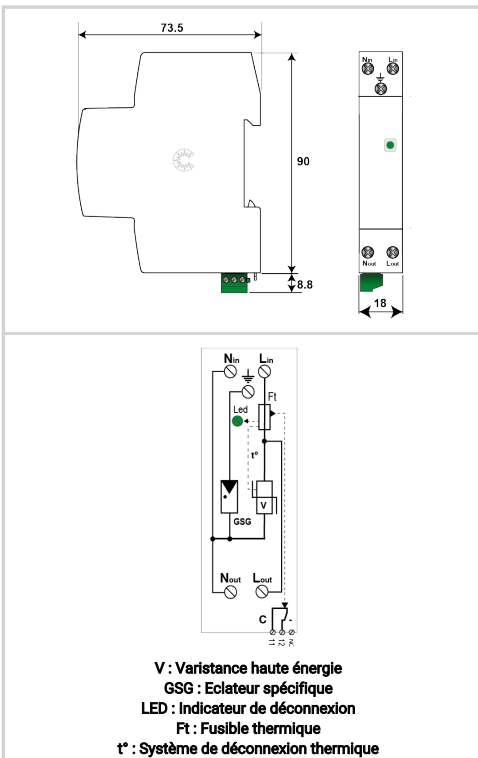 73.5
Nin Lin
90
8.8
Nout Lout
18
Nin Lin
Ft
Led
t°
V
GSG
Nout Lout
C
11 12
V : Varistance haute énergie
GSG : Eclateur spécifique
LED : Indicateur de déconnexion
Ft : Fusible thermique
t° : Système de déconnexion thermique